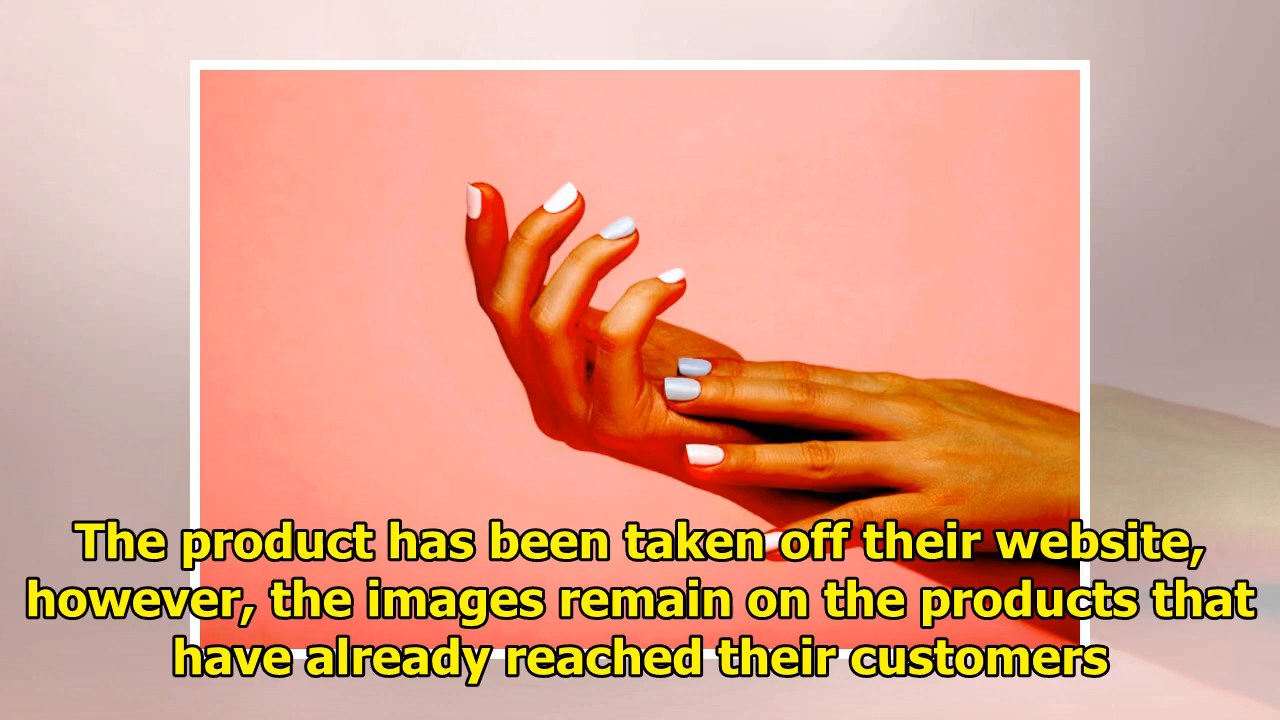 The product has been taken off their website,
however, the images remain on the products that
have already reached their customers